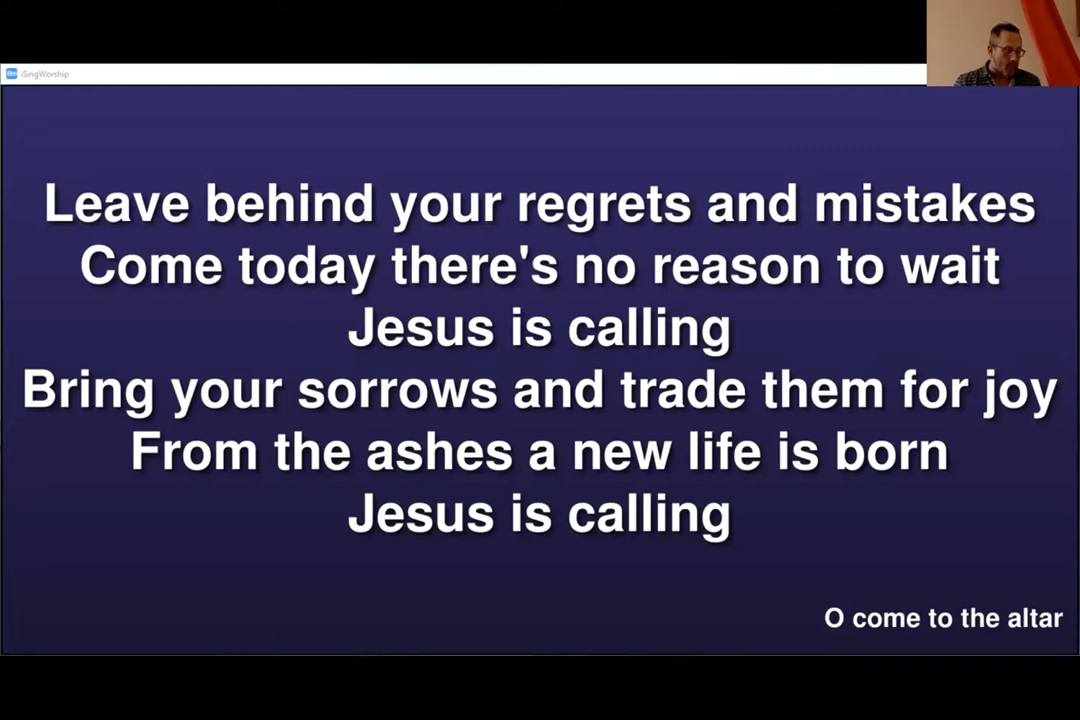 iSingWorship
Leave behind your regrets and mistakes
Come today there's no reason to wait
Jesus is calling
Bring your sorrows and trade them for joy
From the ashes a new life is born
Jesus is calling
O come to the altar